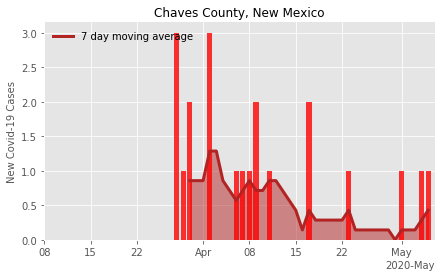 Chaves County, New Mexico
7 day moving average
New Covid-19 Cases
3.0
2.5
2.0
1.5
1.0
0.5
0.0
08 15 22 Apr 08 15 22 May
2020-May